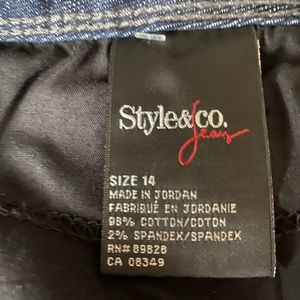 Style&co.
Jeans
SIZE 14
MADE IN JORDAN
FABRIQUÉ EN JORDANIE
98% COTTON/COTON
2% SPANDEX/SPANDEX
RN# 89828
CA 08349